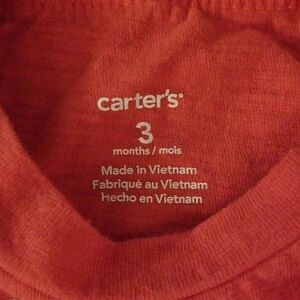 carter's
3
months / mois
Made in Vietnam
Fabriqué au Vietnam
Hecho en Vietnam